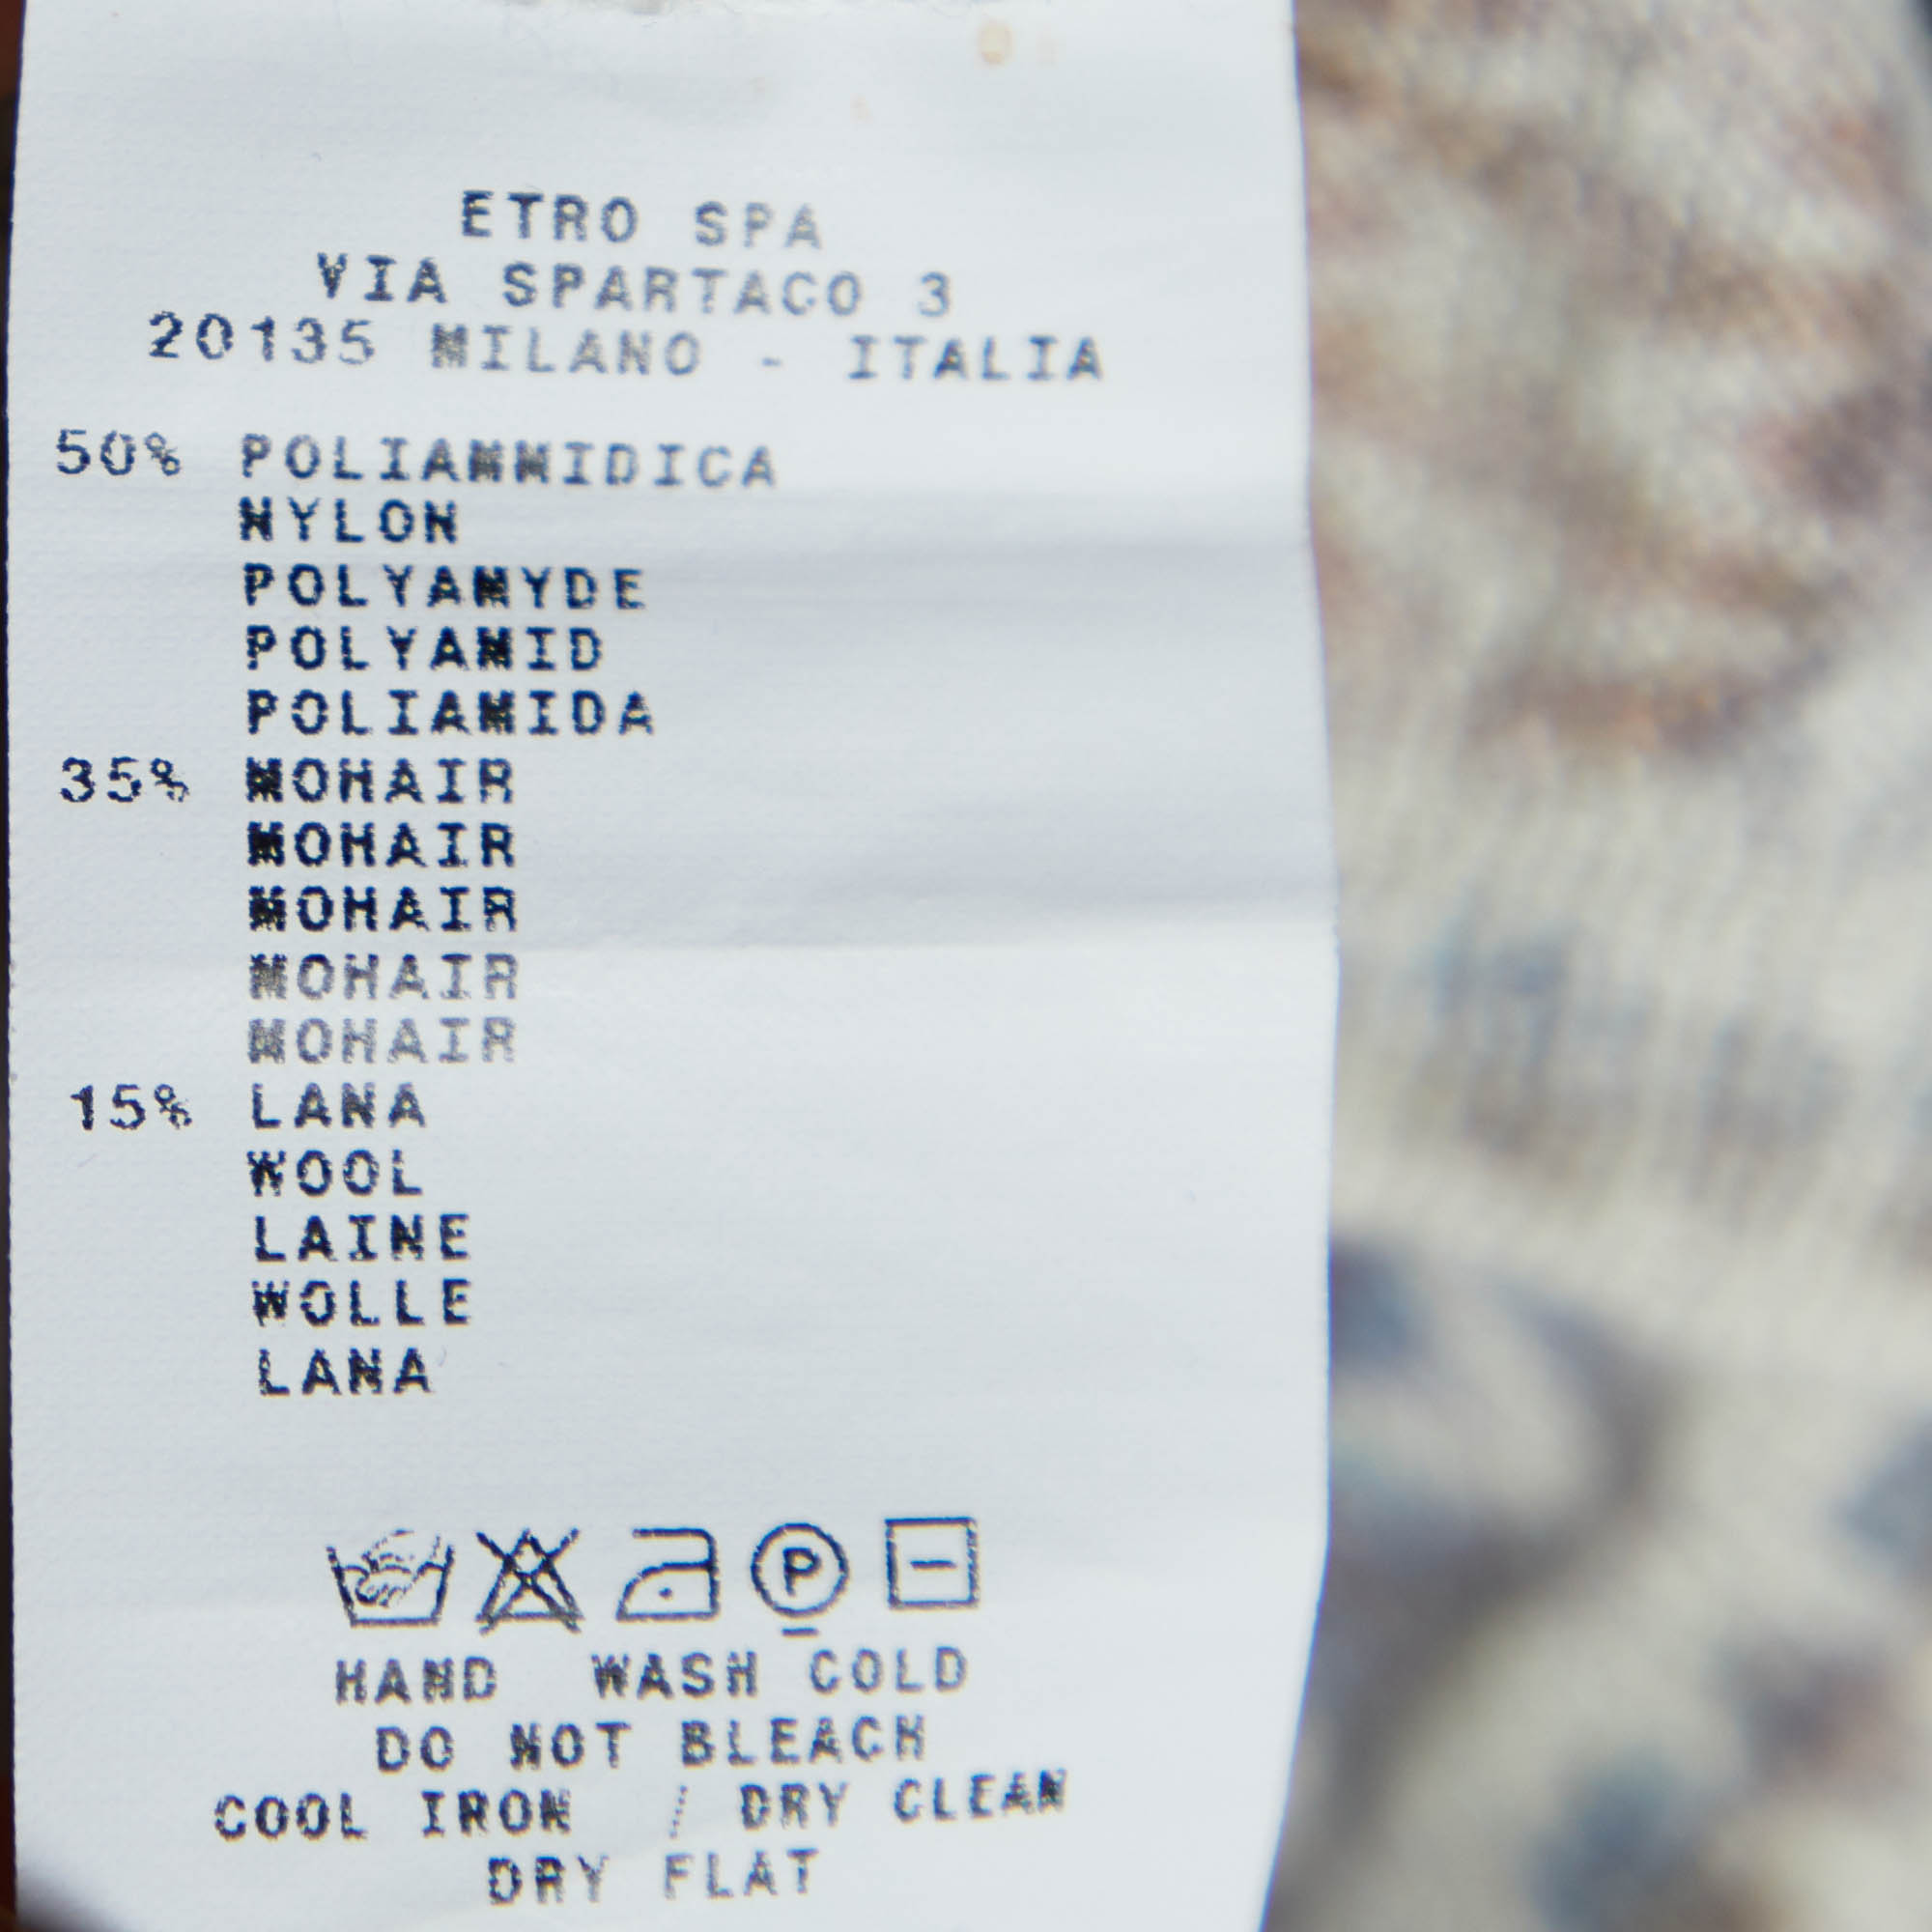 ETRO SPA
VIA SPARTACO 3
20135 MILANO - ITALIA
50% POLIAMMIDICA
NYLON
POLYAMYDE
POLYAMID
POLIAMIDA
35% MOHAIR
MOHAIR
MOHAIR
MOHAIR
MOHAIR
15% LANA
WOOL
LAINE
WOLLE
LANA
P
HAND WASH COLD
DO NOT BLEACH
COOL IRON / DRY CLEAN
DRY FLAT